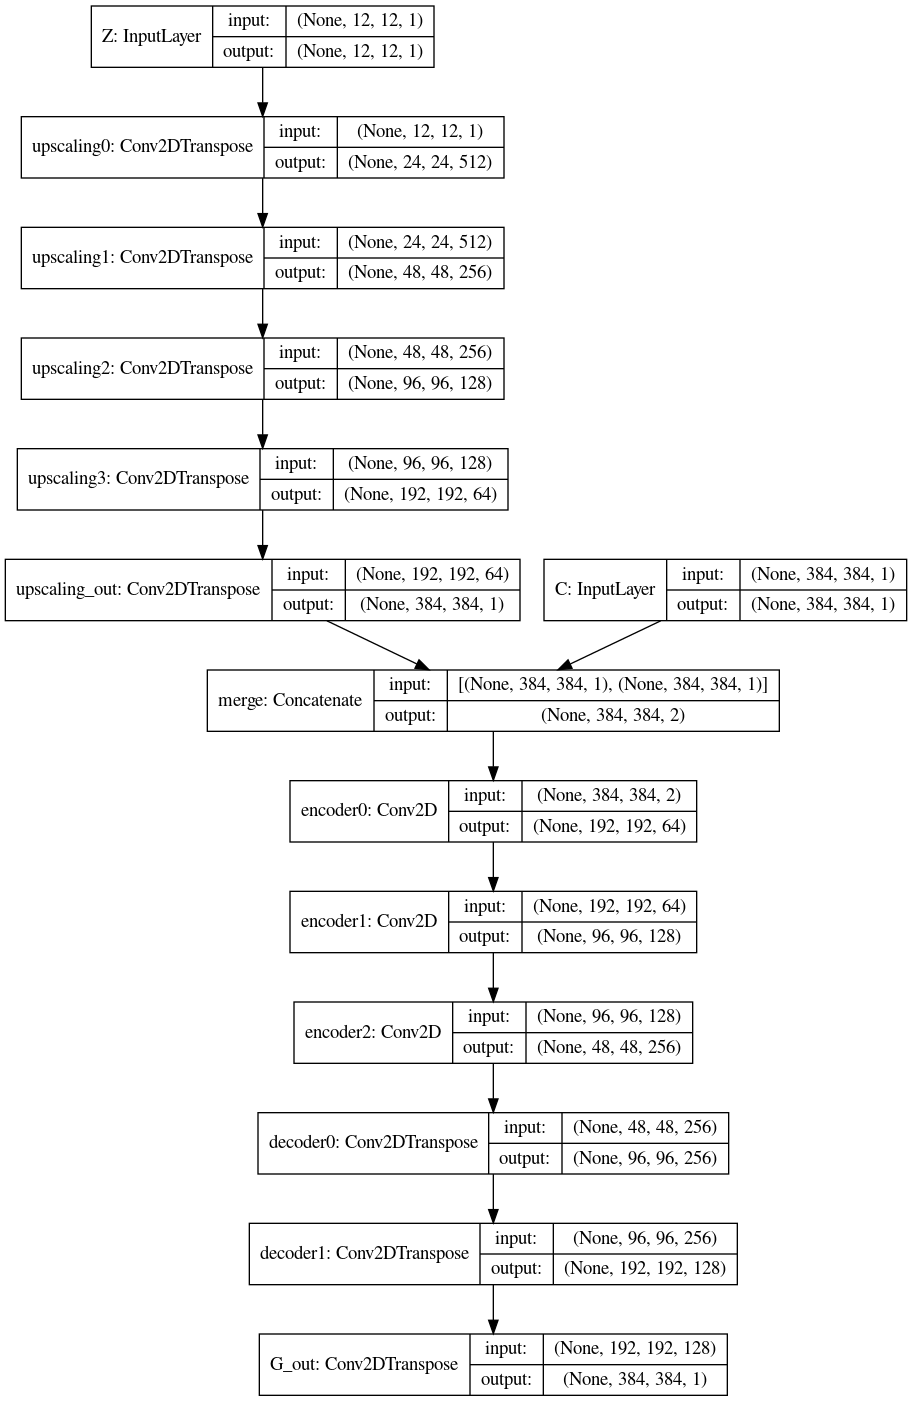 Z: InputLayer
input: (None, 12, 12, 1)
output: (None, 12, 12, 1)
upscaling0: Conv2DTranspose
input: (None, 12, 12, 1)
output: (None, 24, 24, 512)
upscaling1: Conv2DTranspose
input: (None, 24, 24, 512)
output: (None, 48, 48, 256)
upscaling2: Conv2DTranspose
input: (None, 48, 48, 256)
output: (None, 96, 96, 128)
upscaling3: Conv2DTranspose
input: (None, 96, 96, 128)
output: (None, 192, 192, 64)
upscaling_out: Conv2DTranspose
input: (None, 192, 192, 64)
output: (None, 384, 384, 1)
C: InputLayer
input: (None, 384, 384, 1)
output: (None, 384, 384, 1)
merge: Concatenate
input: [(None, 384, 384, 1), (None, 384, 384, 1)]
output: (None, 384, 384, 2)
encoder0: Conv2D
input: (None, 384, 384, 2)
output: (None, 192, 192, 64)
encoder1: Conv2D
input: (None, 192, 192, 64)
output: (None, 96, 96, 128)
encoder2: Conv2D
input: (None, 96, 96, 128)
output: (None, 48, 48, 256)
decoder0: Conv2DTranspose
input: (None, 48, 48, 256)
output: (None, 96, 96, 256)
decoder1: Conv2DTranspose
input: (None, 96, 96, 256)
output: (None, 192, 192, 128)
G_out: Conv2DTranspose
input: (None, 192, 192, 128)
output: (None, 384, 384, 1)